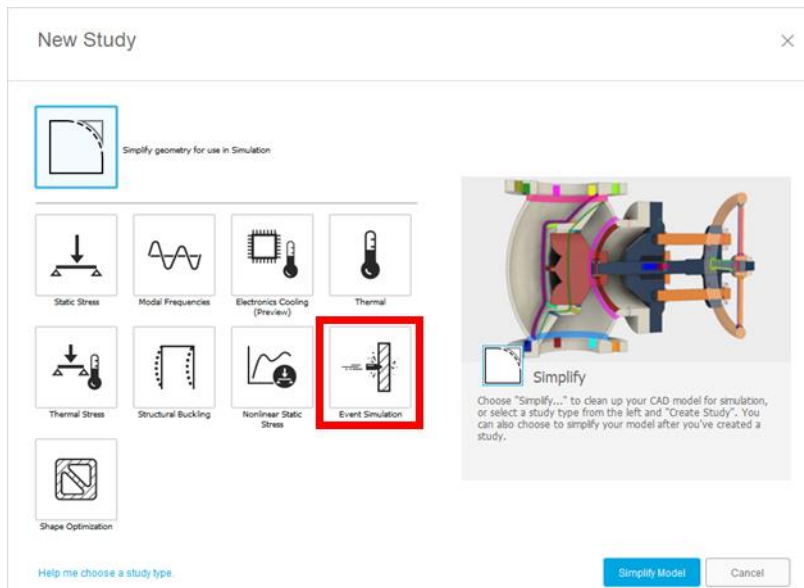 New Study
Simplify geometry for use in Simulation
Static Stress
Modal Frequencies
Electronics Cooling
(Preview)
Thermal
Thermal Stress
Structural Buckling
Nonlinear Static
Stress
Event Simulation
Shape Optimization
Simplify
Choose "Simplify..." to clean up your CAD model for simulation,
or select a study type from the left and "Create Study". You
can also choose to simplify your model after you've created a
study.
Help me choose a study type.
Simplify Model
Cancel